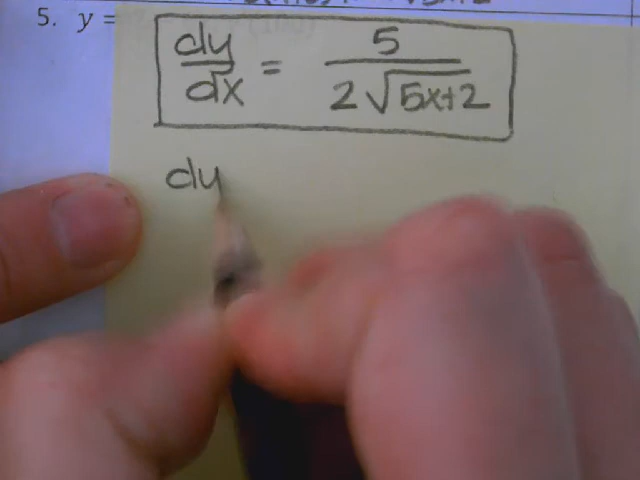 5. y =
dy/dx = 5/(2√(5x+2))
dy